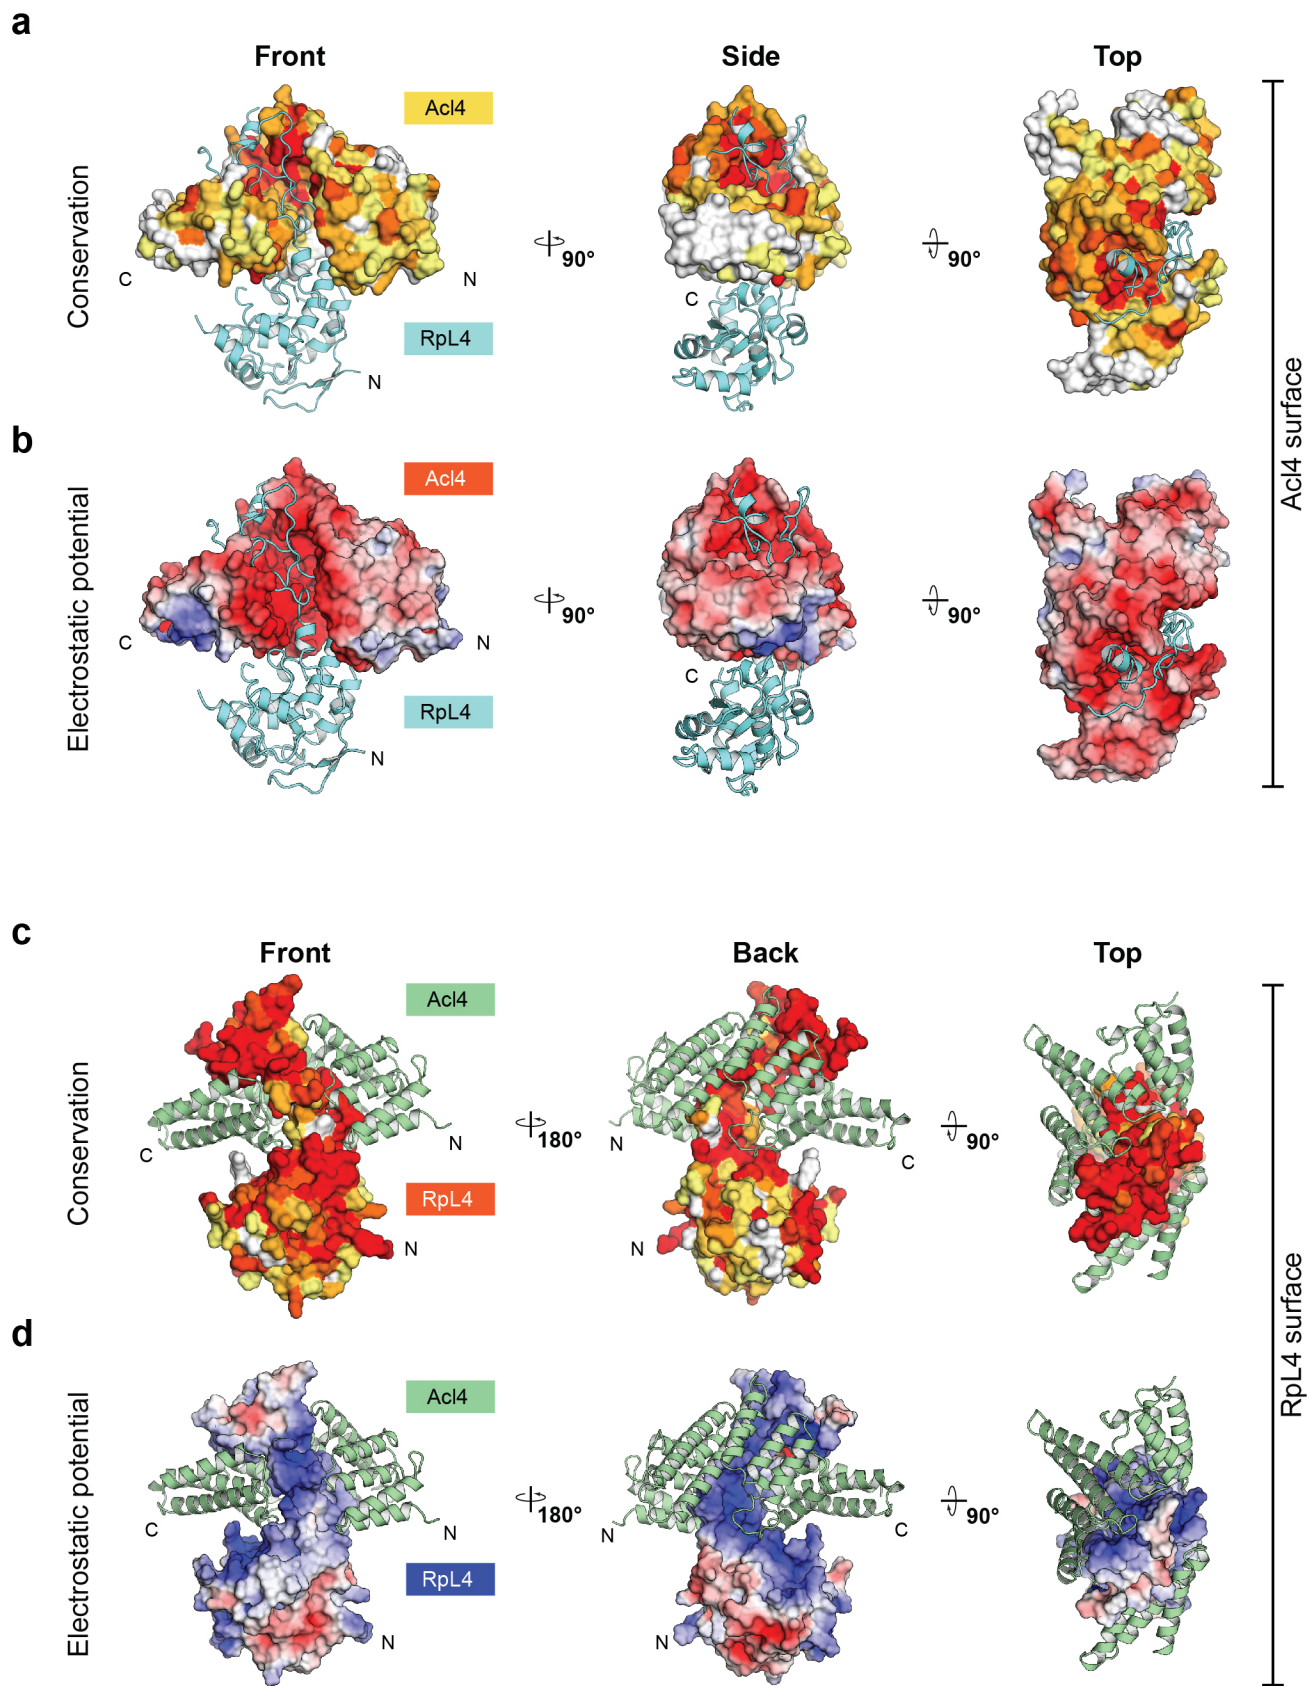 a
Front
Side
Top
Acl4
Conservation
C
N
90°
C
90°
RpL4
N
Acl4 surface
b
Acl4
Electrostatic potential
C
N
90°
C
90°
RpL4
N
c
Front
Back
Top
Acl4
Conservation
C
N
180°
N
C
90°
RpL4
N
N
RpL4 surface
d
Acl4
Electrostatic potential
C
N
180°
N
C
90°
RpL4
N
N